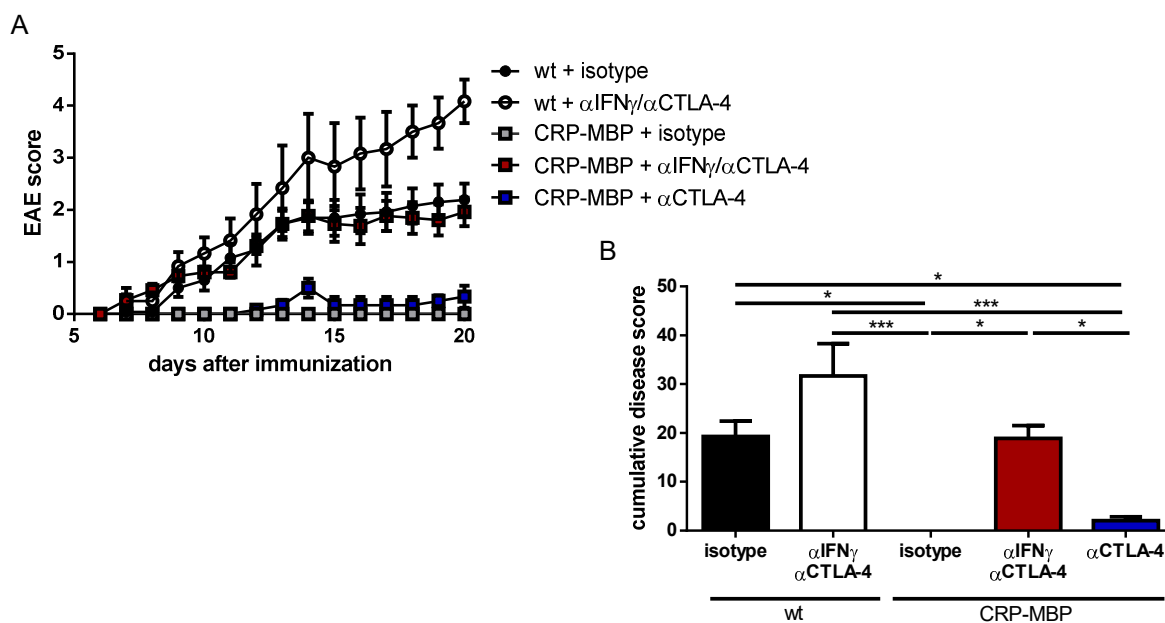 A
5
4
3
2
1
0
EAE score
5
10
15
20
days after immunization
wt + isotype
wt + αIFNγ/αCTLA-4
CRP-MBP + isotype
CRP-MBP + αIFNγ/αCTLA-4
CRP-MBP + αCTLA-4
B
50
40
30
20
10
0
cumulative disease score
*
*
***
***
*
*
isotype
αIFNγ
αCTLA-4
isotype
αIFNγ
αCTLA-4
αCTLA-4
wt
CRP-MBP